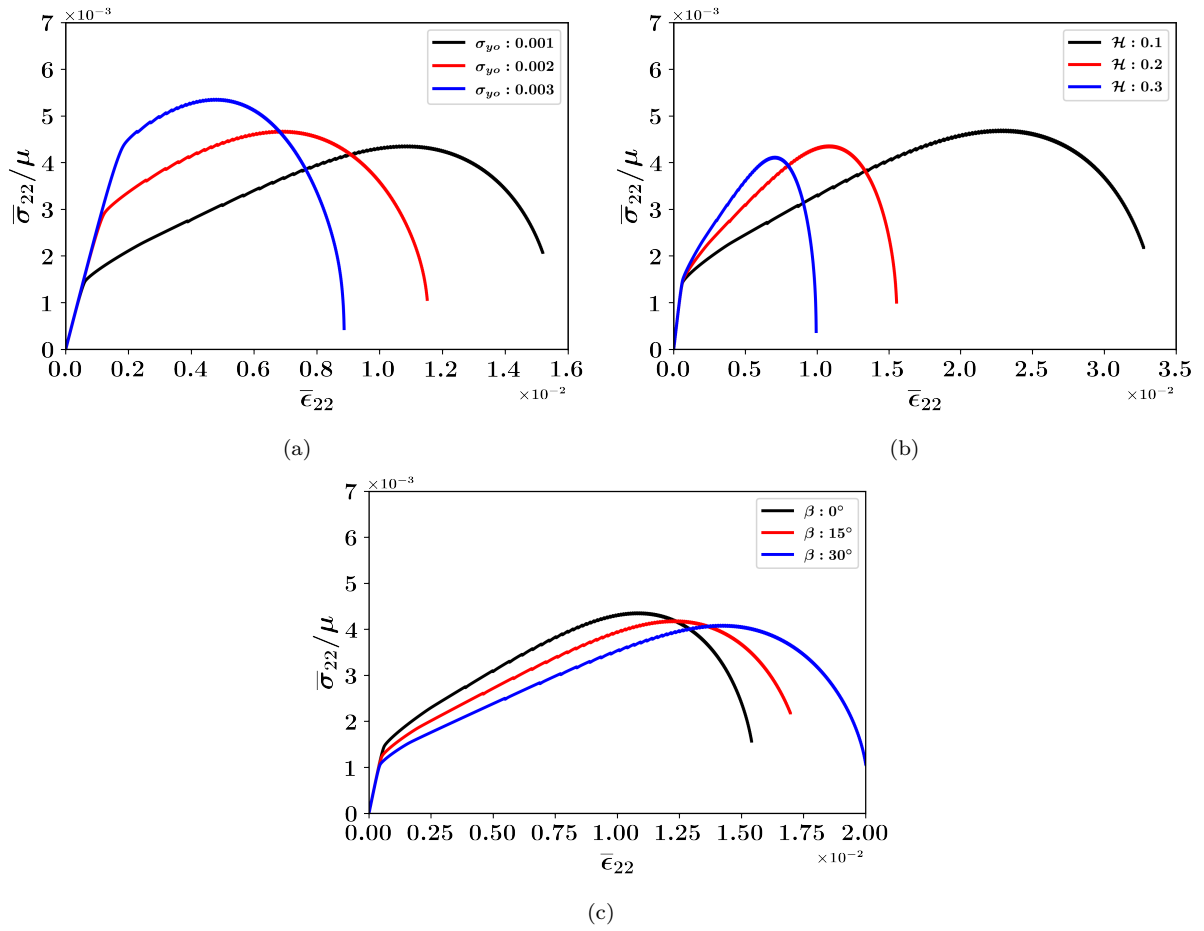 ×10⁻³
7
6
5
4
3
2
1
0
σ̅₂₂/μ
σ_yo : 0.001
σ_yo : 0.002
σ_yo : 0.003
0.0 0.2 0.4 0.6 0.8 1.0 1.2 1.4 1.6
×10⁻²
ϵ̅₂₂
(a)
×10⁻³
7
6
5
4
3
2
1
0
σ̅₂₂/μ
ℋ : 0.1
ℋ : 0.2
ℋ : 0.3
0.0 0.5 1.0 1.5 2.0 2.5 3.0 3.5
×10⁻²
ϵ̅₂₂
(b)
×10⁻³
7
6
5
4
3
2
1
0
σ̅₂₂/μ
β : 0°
β : 15°
β : 30°
0.00 0.25 0.50 0.75 1.00 1.25 1.50 1.75 2.00
×10⁻²
ϵ̅₂₂
(c)